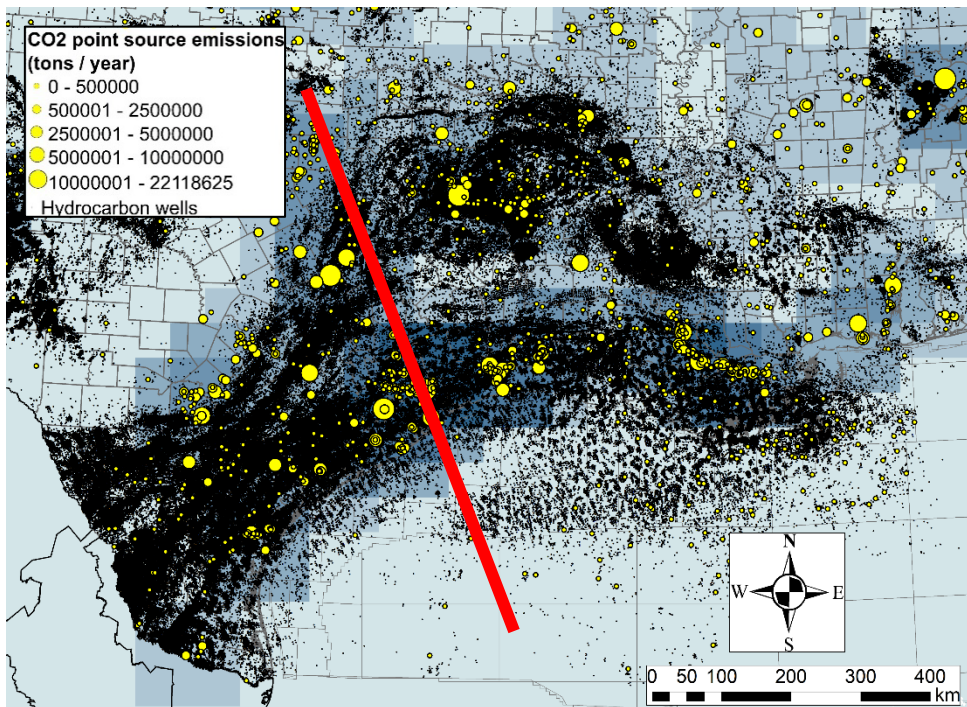 CO2 point source emissions
(tons / year)
0 - 500000
500001 - 2500000
2500001 - 5000000
5000001 - 10000000
10000001 - 22118625
Hydrocarbon wells
N
W E
S
0 50 100 200 300 400
km